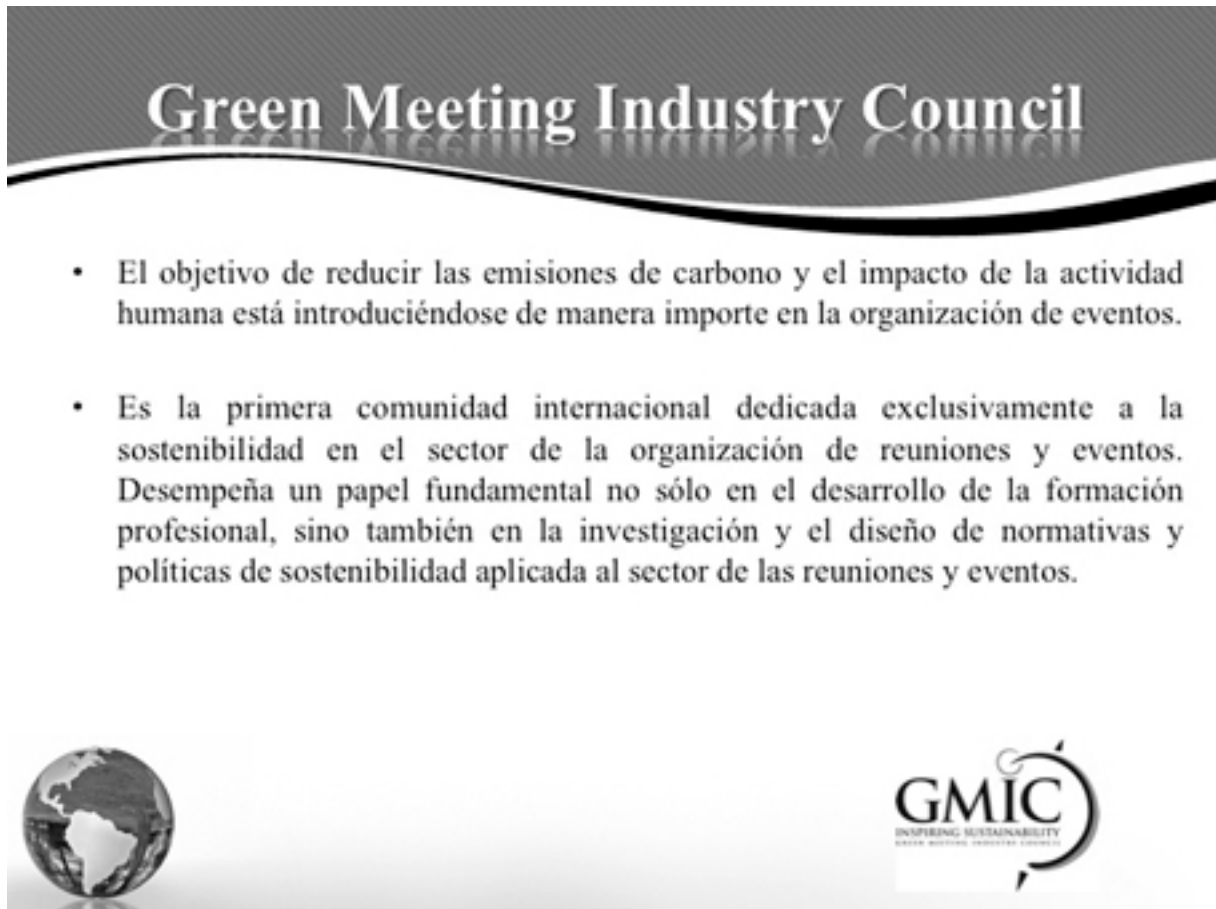 Green Meeting Industry Council
• El objetivo de reducir las emisiones de carbono y el impacto de la actividad
humana está introduciéndose de manera importe en la organización de eventos.
• Es la primera comunidad internacional dedicada exclusivamente a la
sostenibilidad en el sector de la organización de reuniones y eventos.
Desempeña un papel fundamental no sólo en el desarrollo de la formación
profesional, sino también en la investigación y el diseño de normativas y
políticas de sostenibilidad aplicada al sector de las reuniones y eventos.
GMIC
INSPIRING SUSTAINABILITY
GREEN MEETING INDUSTRY COUNCIL